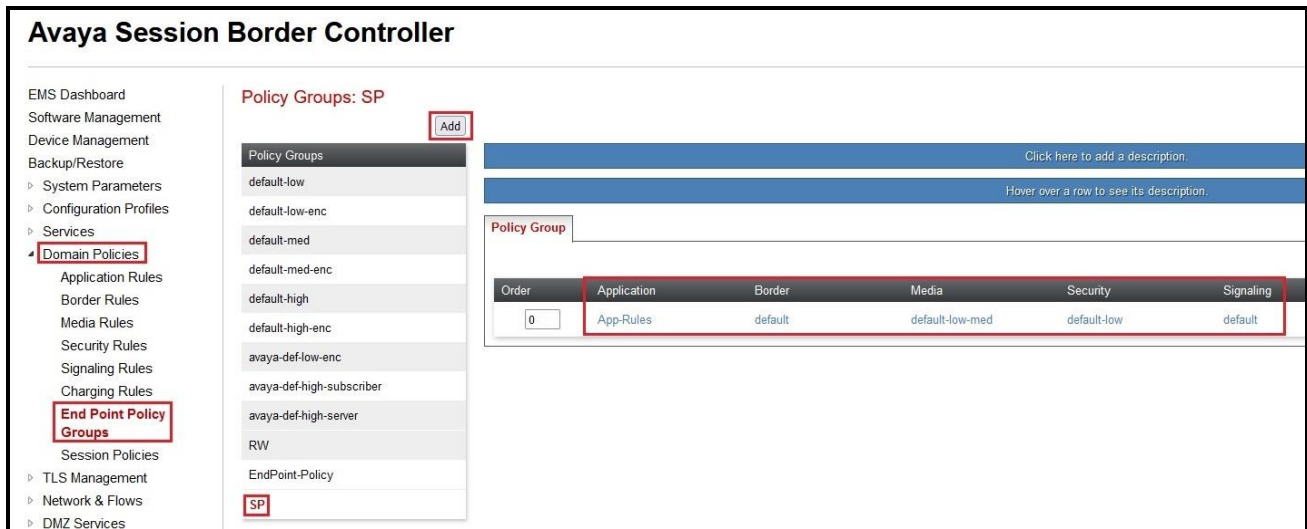 Avaya Session Border Controller
EMS Dashboard
Software Management
Device Management
Backup/Restore
System Parameters
Configuration Profiles
Services
Domain Policies
Application Rules
Border Rules
Media Rules
Security Rules
Signaling Rules
Charging Rules
End Point Policy
Groups
Session Policies
TLS Management
Network & Flows
DMZ Services
Policy Groups: SP
Add
Policy Groups
default-low
default-low-enc
default-med
default-med-enc
default-high
default-high-enc
avaya-def-low-enc
avaya-def-high-subscriber
avaya-def-high-server
RW
EndPoint-Policy
SP
Click here to add a description.
Hover over a row to see its description.
Policy Group
Order Application Border Media Security Signaling
0 App-Rules default default-low-med default-low default